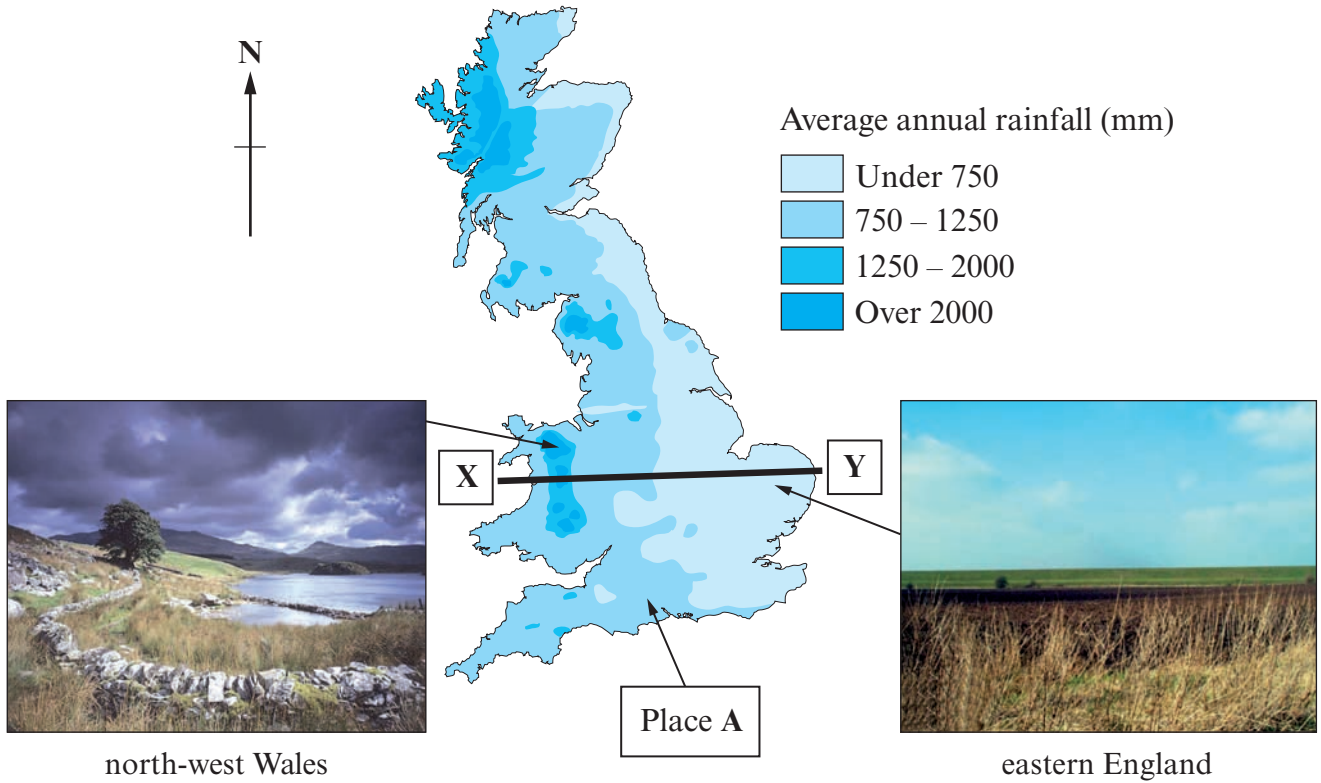 N
Average annual rainfall (mm)
Under 750
750 – 1250
1250 – 2000
Over 2000
X
Y
Place A
north-west Wales
eastern England